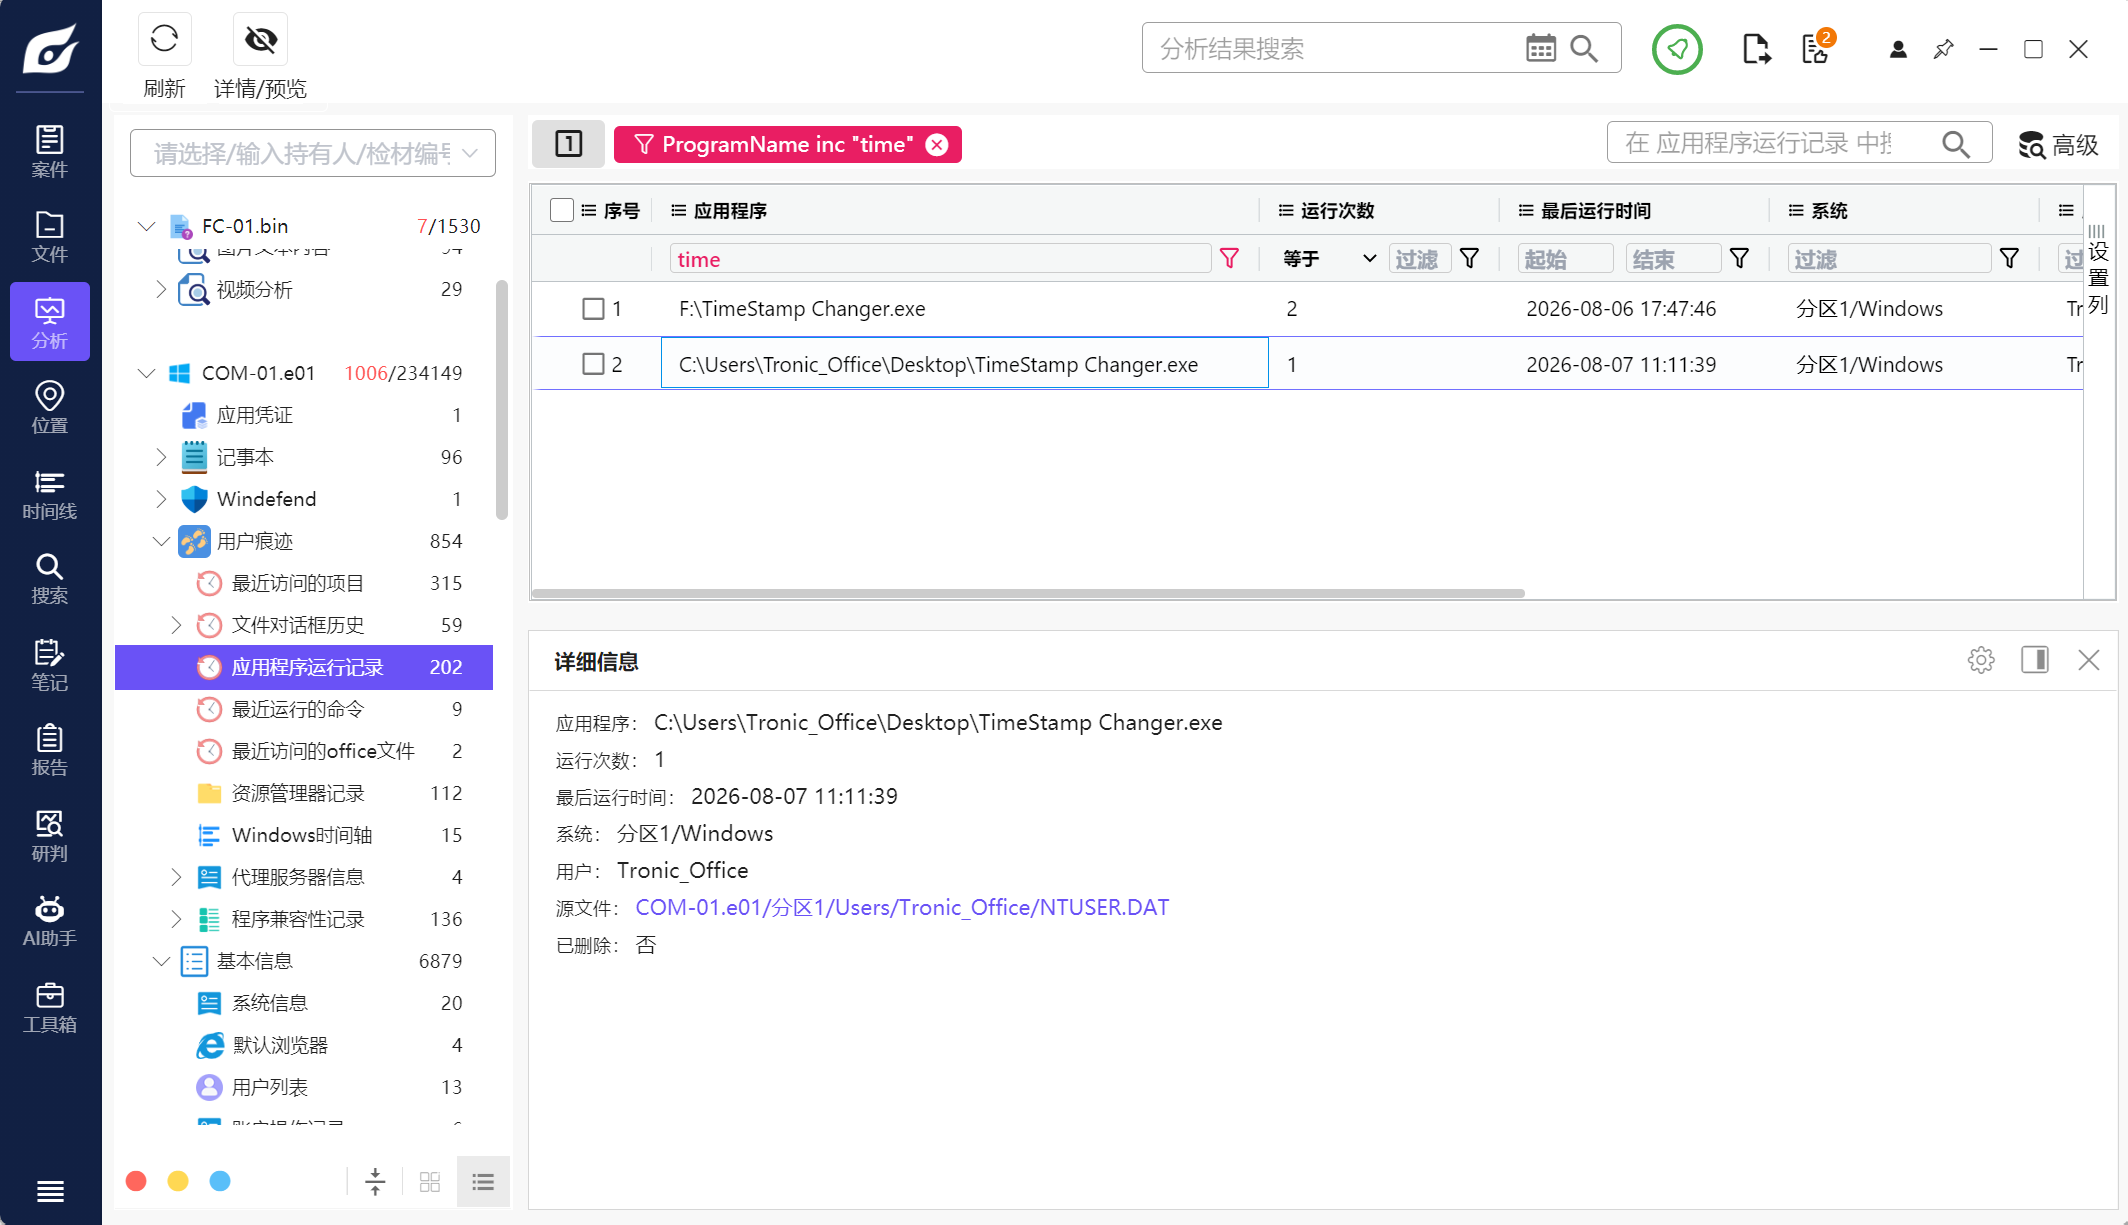 刷新
详情/预览
分析结果搜索
2
案件
文件
分析
位置
时间线
搜索
笔记
报告
研判
AI助手
工具箱
请选择/输入持有人/检材编号
FC-01.bin 7/1530
图片文本内容 94
视频分析 29
COM-01.e01 1006/234149
应用凭证 1
记事本 96
Windefend 1
用户痕迹 854
最近访问的项目 315
文件对话框历史 59
应用程序运行记录 202
最近运行的命令 9
最近访问的office文件 2
资源管理器记录 112
Windows时间轴 15
代理服务器信息 4
程序兼容性记录 136
基本信息 6879
系统信息 20
默认浏览器 4
用户列表 13
1 ProgramName inc "time"
在 应用程序运行记录 中
高级
序号 应用程序 运行次数 最后运行时间 系统
time 等于 过滤 起始 结束 过滤 过
1 F:\TimeStamp Changer.exe 2 2026-08-06 17:47:46 分区1/Windows Tr
2 C:\Users\Tronic_Office\Desktop\TimeStamp Changer.exe 1 2026-08-07 11:11:39 分区1/Windows Tr
设置列
详细信息
应用程序： C:\Users\Tronic_Office\Desktop\TimeStamp Changer.exe
运行次数： 1
最后运行时间： 2026-08-07 11:11:39
系统： 分区1/Windows
用户： Tronic_Office
源文件： COM-01.e01/分区1/Users/Tronic_Office/NTUSER.DAT
已删除： 否